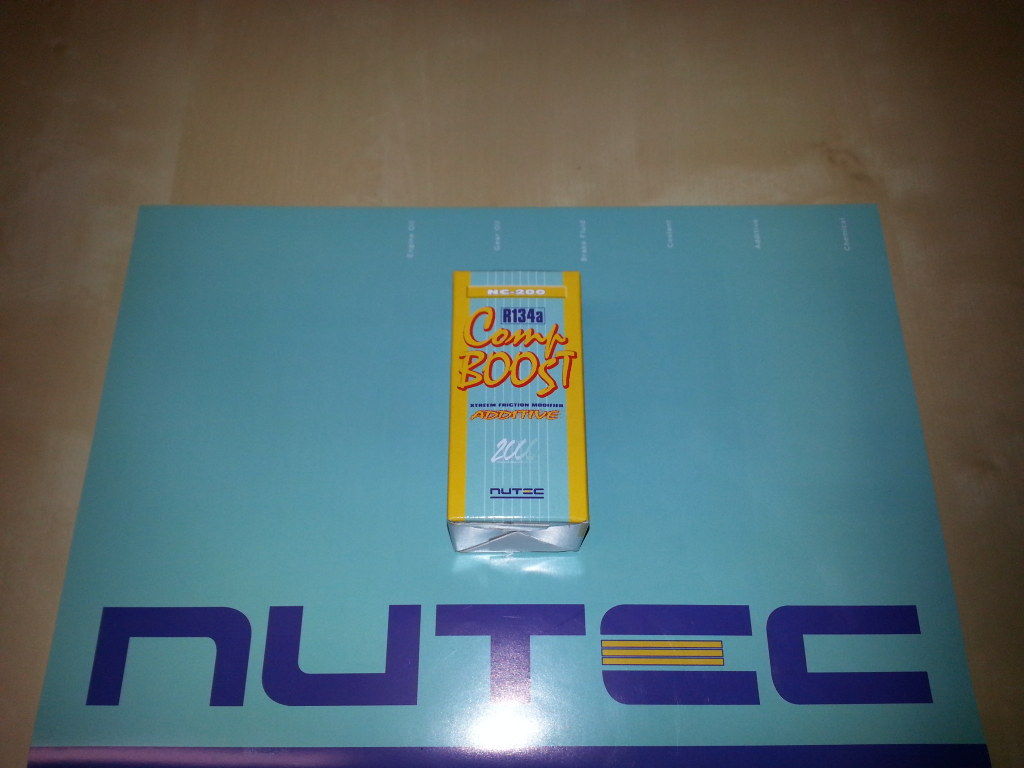 Engine Oil
Gear Oil
Brake Fluid
Coolant
Additive
Chemical
NC-200
R134a
Comp
BOOST
XTREEM FRICTION MODIFIER
ADDITIVE
2000
NUTEC
NUTEC